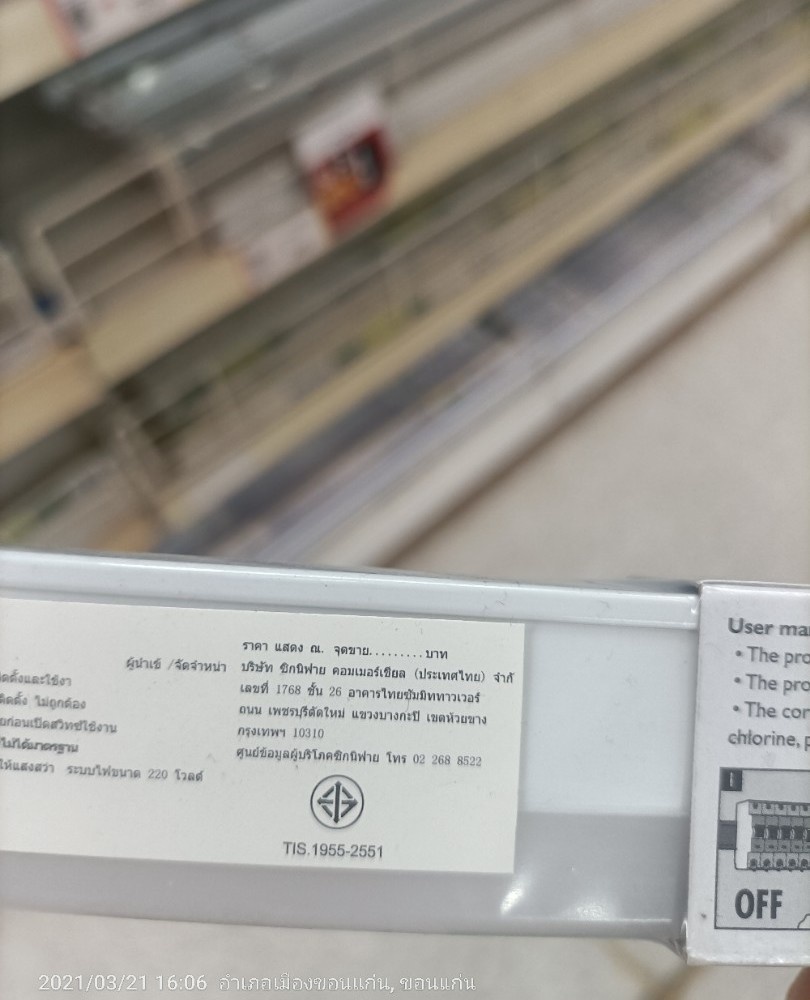 ราคา แสดง ณ. จุดขาย.........บาท
ผู้นำเข้ /จัดจำหน่า บริษัท ซิกนิฟาย คอมเมอร์เชียล (ประเทศไทย) จำกั
เลขที่ 1768 ชั้น 26 อาคารไทยซัมมิททาวเวอร์
ถนน เพชรบุรีตัดใหม่ แขวงบางกะปิ เขตห้วยขวาง
กรุงเทพฯ 10310
ศูนย์ข้อมูลผู้บริโภคซิกนิฟาย โทร 02 268 8522
ิดตั้งและใช้งา
ติดตั้ง ไม่ถูกต้อง
ยก่อนเปิดสวิทช์ใช้งาน
ไม่ได้มาตรฐาน
ให้แสงสว่า ระบบไฟขนาด 220 โวลต์
TIS.1955-2551
User ma
• The pro
• The pro
• The cor
chlorine, p
I
OFF
2021/03/21 16:06 อำเภอเมืองขอนแก่น, ขอนแก่น